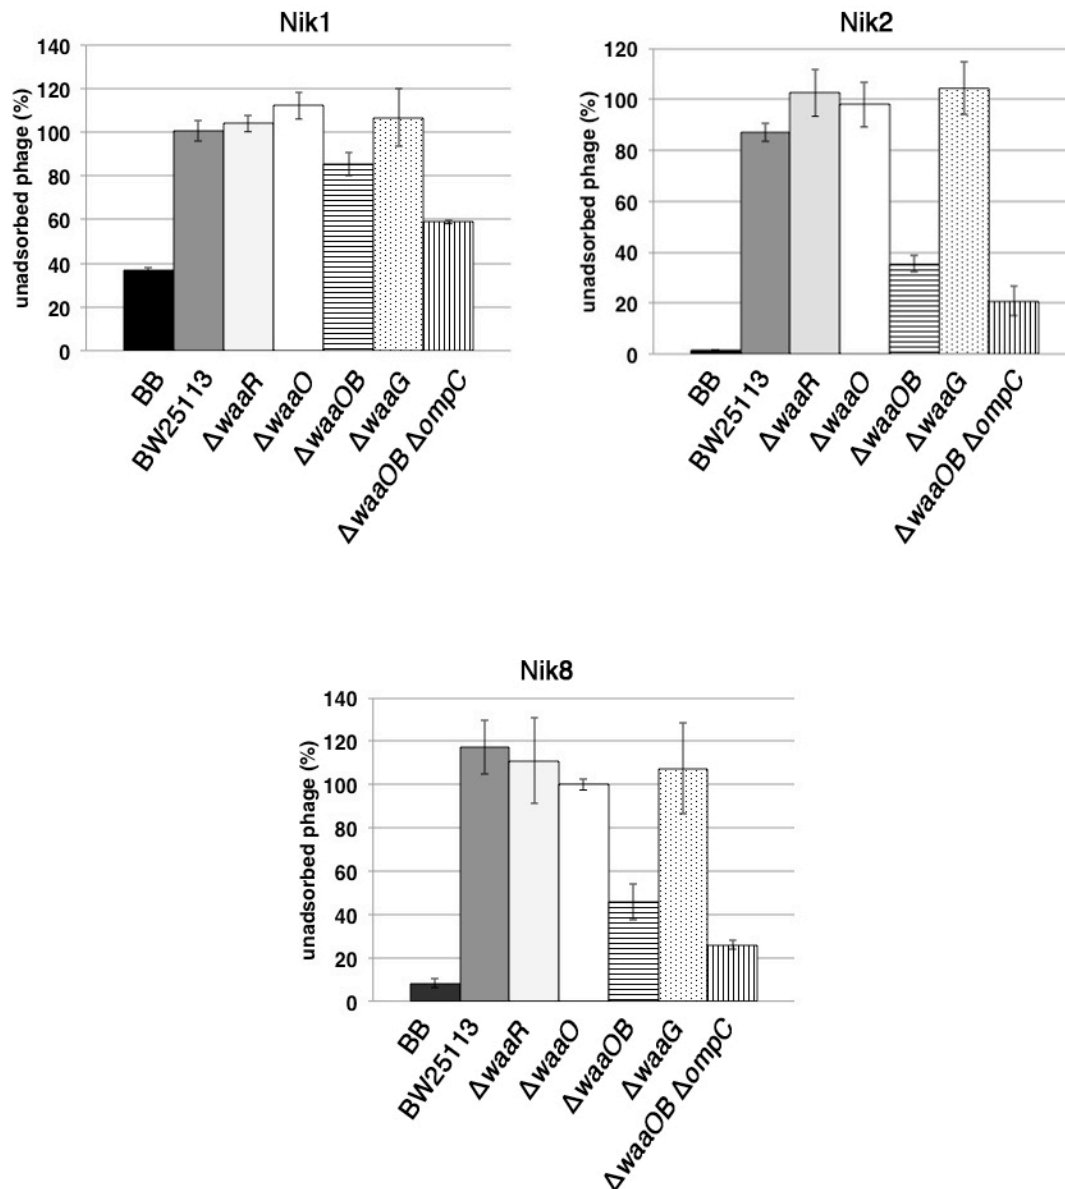 Nik1
unadsorbed phage (%)
140
120
100
80
60
40
20
0
BB
BW25113
ΔwaaR
ΔwaaO
ΔwaaOB
ΔwaaG
ΔwaaOB ΔompC
Nik2
unadsorbed phage (%)
120
100
80
60
40
20
0
BB
BW25113
ΔwaaR
ΔwaaO
ΔwaaOB
ΔwaaG
ΔwaaOB ΔompC
Nik8
unadsorbed phage (%)
140
120
100
80
60
40
20
0
BB
BW25113
ΔwaaR
ΔwaaO
ΔwaaOB
ΔwaaG
ΔwaaOB ΔompC